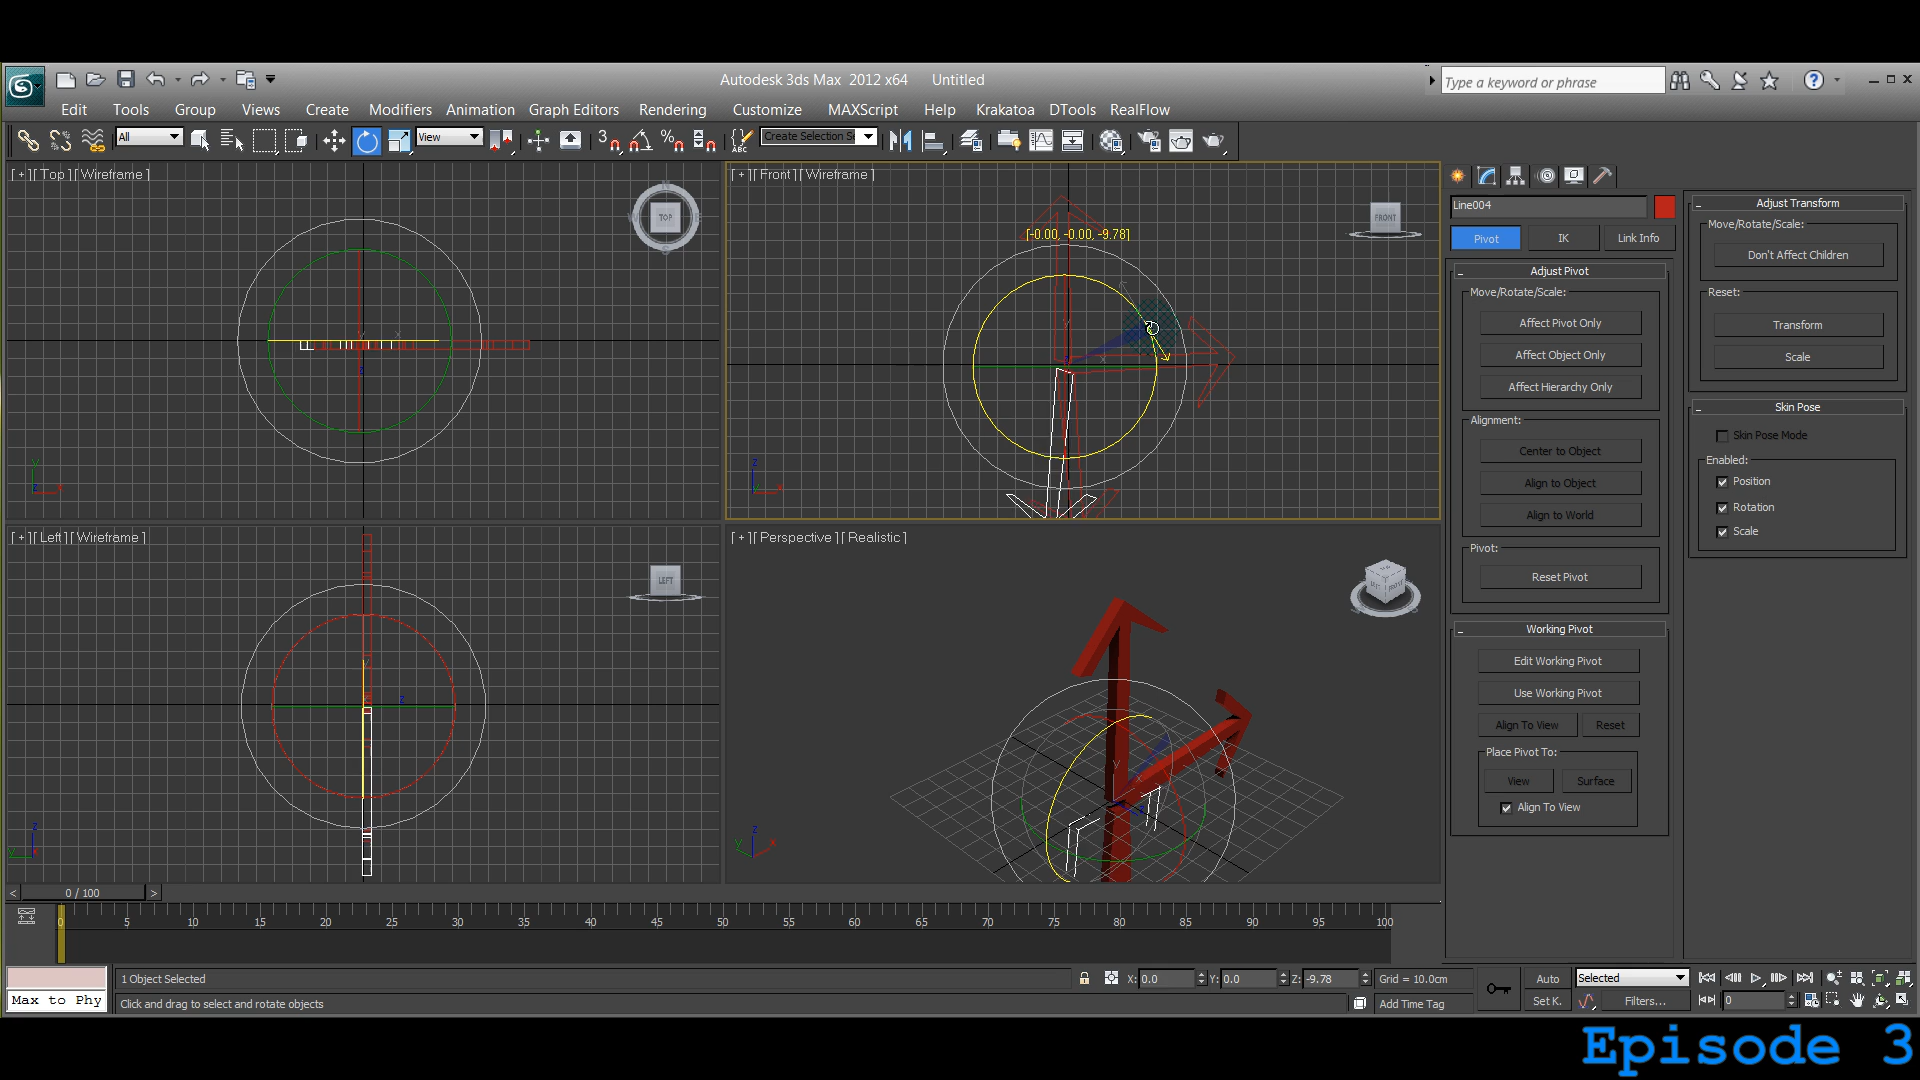 Autodesk 3ds Max 2012 x64 Untitled
Type a keyword or phrase
Edit Tools Group Views Create Modifiers Animation Graph Editors Rendering Customize MAXScript Help Krakatoa DTools RealFlow
All View 3 % ABC Create Selection Se
[ + ][ Top ][ Wireframe ]
TOP
[ + ][ Front ][ Wireframe ]
[-0.00, -0.00, -9.78]
FRONT
[ + ][ Left ][ Wireframe ]
LEFT
[ + ][ Perspective ][ Realistic ]
Line004
Pivot IK Link Info
Adjust Pivot
Move/Rotate/Scale:
Affect Pivot Only
Affect Object Only
Affect Hierarchy Only
Alignment:
Center to Object
Align to Object
Align to World
Pivot:
Reset Pivot
Working Pivot
Edit Working Pivot
Use Working Pivot
Align To View Reset
Place Pivot To:
View Surface
Align To View
Adjust Transform
Move/Rotate/Scale:
Don't Affect Children
Reset:
Transform
Scale
Skin Pose
Skin Pose Mode
Enabled:
Position
Rotation
Scale
< 0 / 100 >
0 5 10 15 20 25 30 35 40 45 50 55 60 65 70 75 80 85 90 95 100
1 Object Selected X: 0.0 Y: 0.0 Z: -9.78 Grid = 10.0cm Auto Selected
Max to Phy Click and drag to select and rotate objects Add Time Tag Set K. Filters... 0
Episode 3